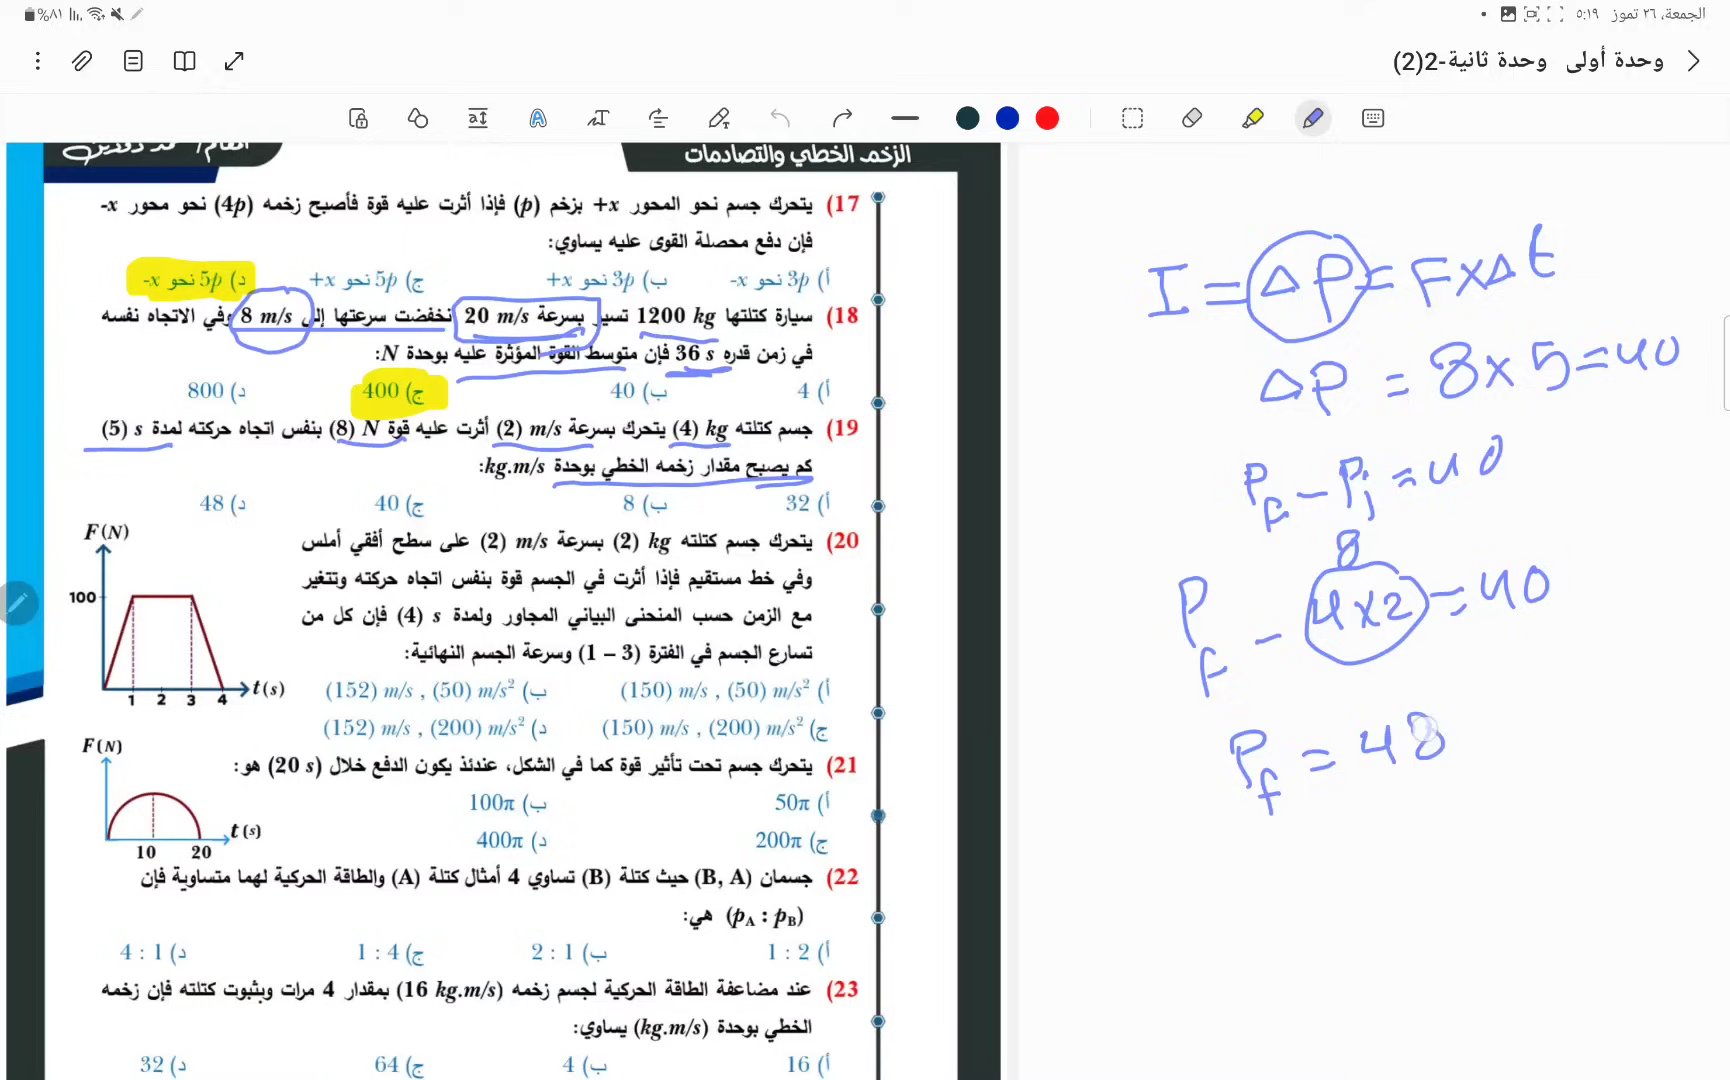 %٨١
الجمعة، ٢٦ تموز ٥:١٩
وحدة أولى وحدة ثانية-2(2)
الزخم الخطي والتصادمات
17) يتحرك جسم نحو المحور x+ بزخم (p) فإذا أثرت عليه قوة فأصبح زخمه (4p) نحو محور x-
فإن دفع محصلة القوى عليه يساوي:
أ) 3p نحو x- ب) 3p نحو x+ ج) 5p نحو x+ د) 5p نحو x-
18) سيارة كتلتها 1200 kg تسير بسرعة 20 m/s نخفضت سرعتها إلى 8 m/s وفي الاتجاه نفسه
في زمن قدره 36 s فإن متوسط القوة المؤثرة عليه بوحدة N:
أ) 4 ب) 40 ج) 400 د) 800
19) جسم كتلته (4) kg يتحرك بسرعة (2) m/s أثرت عليه قوة (8) N بنفس اتجاه حركته لمدة (5) s
كم يصبح مقدار زخمه الخطي بوحدة kg.m/s:
أ) 32 ب) 8 ج) 40 د) 48
20) يتحرك جسم كتلته (2) kg بسرعة (2) m/s على سطح أفقي أملس
وفي خط مستقيم فإذا أثرت في الجسم قوة بنفس اتجاه حركته وتتغير
مع الزمن حسب المنحنى البياني المجاور ولمدة (4) s فإن كل من
تسارع الجسم في الفترة (1 – 3) وسرعة الجسم النهائية:
أ) (150) m/s , (50) m/s² ب) (152) m/s , (50) m/s²
ج) (150) m/s , (200) m/s² د) (152) m/s , (200) m/s²
F(N)
100
1 2 3 4 t(s)
21) يتحرك جسم تحت تأثير قوة كما في الشكل، عندئذ يكون الدفع خلال (20 s) هو:
أ) 50π ب) 100π
ج) 200π د) 400π
F(N)
t(s)
10 20
22) جسمان (B, A) حيث كتلة (B) تساوي 4 أمثال كتلة (A) والطاقة الحركية لهما متساوية فإن
(pA : pB) هي:
أ) 1 : 2 ب) 2 : 1 ج) 1 : 4 د) 4 : 1
23) عند مضاعفة الطاقة الحركية لجسم زخمه (16 kg.m/s) بمقدار 4 مرات وبثبوت كتلته فإن زخمه
الخطي بوحدة (kg.m/s) يساوي:
أ) 16 ب) 4 ج) 64 د) 32
I = ΔP = F×Δt
ΔP = 8×5=40
Pf − Pi = 40
8
Pf − 4×2 = 40
Pf = 48